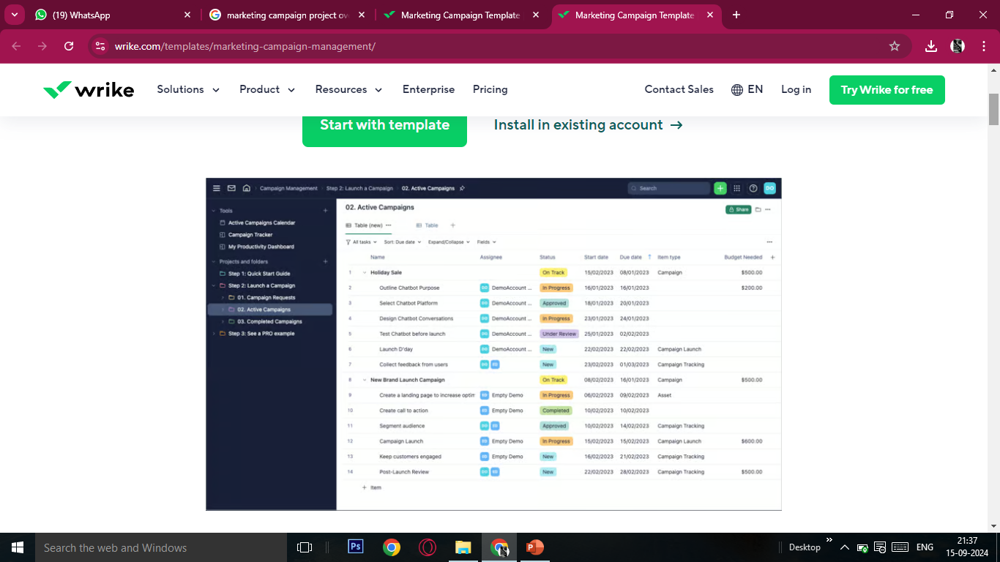 (19) WhatsApp
marketing campaign project ov
Marketing Campaign Template
Marketing Campaign Template
wrike.com/templates/marketing-campaign-management/
wrike Solutions Product Resources Enterprise Pricing Contact Sales EN Log in Try Wrike for free
Start with template Install in existing account →
Campaign Management Step 2: Launch a Campaign 02. Active Campaigns Search + DO
Tools +
Active Campaigns Calendar
Campaign Tracker
My Productivity Dashboard
Projects and folders +
Step 1: Quick Start Guide
Step 2: Launch a Campaign
01. Campaign Requests
02. Active Campaigns
03. Completed Campaigns
Step 3: See a PRO example
02. Active Campaigns
Share
Table (new) Table +
All tasks Sort: Due date Expand/Collapse Fields
Name Assignee Status Start date Due date Item type Budget Needed +
1 Holiday Sale On Track 15/02/2023 08/01/2023 Campaign $500.00
2 Outline Chatbot Purpose DO DemoAccount ... In Progress 16/01/2023 16/01/2023 $200.00
3 Select Chatbot Platform DO DemoAccount ... Approved 18/01/2023 20/01/2023
4 Design Chatbot Conversations DO DemoAccount ... In Progress 23/01/2023 24/01/2023
5 Test Chatbot before launch DO DemoAccount ... Under Review 25/01/2023 02/02/2023
6 Launch D'day DO DemoAccount ... New 22/02/2023 22/02/2023 Campaign Launch
7 Collect feedback from users DO ED New 23/02/2023 01/03/2023 Campaign Tracking
8 New Brand Launch Campaign On Track 08/02/2023 16/01/2023 Campaign $500.00
9 Create a landing page to increase optim ED Empty Demo In Progress 06/02/2023 09/02/2023 Asset
10 Create call to action ED Empty Demo Completed 10/02/2023 10/02/2023
11 Segment audience DO ED Approved 10/02/2023 14/02/2023 Campaign Tracking
12 Campaign Launch ED Empty Demo In Progress 15/02/2023 15/02/2023 Campaign Launch $600.00
13 Keep customers engaged ED Empty Demo New 16/02/2023 21/02/2023 Campaign Tracking
14 Post-Launch Review DO ED New 22/02/2023 28/02/2023 Campaign Tracking $500.00
+ Item
Search the web and Windows
Ps
P
Desktop
ENG
21:37
15-09-2024